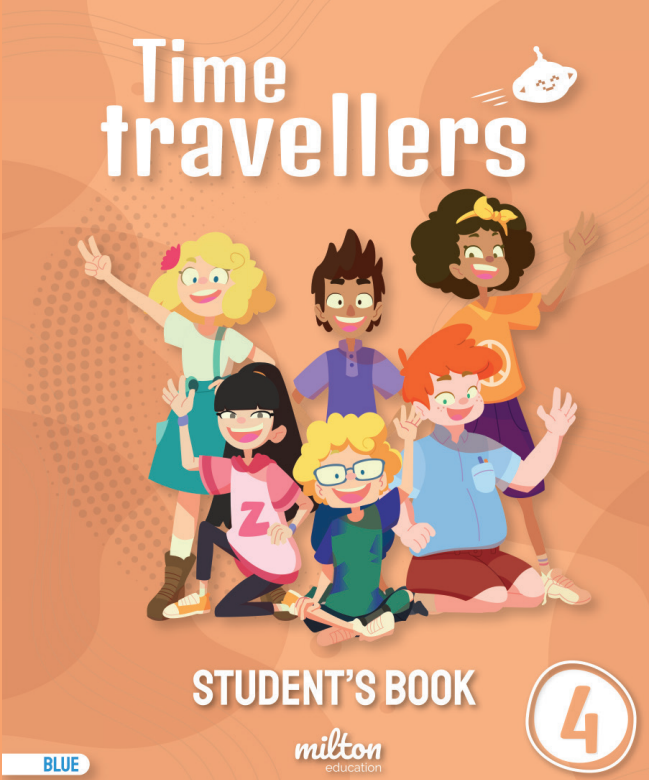 Time
travellers
Z
STUDENT'S BOOK
4
milton
education
BLUE